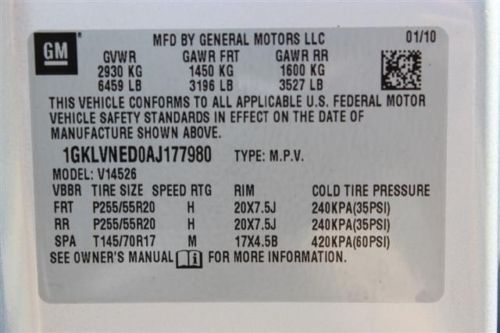 GM
MFD BY GENERAL MOTORS LLC 01/10
GVWR GAWR FRT GAWR RR
2930 KG 1450 KG 1600 KG
6459 LB 3196 LB 3527 LB
THIS VEHICLE CONFORMS TO ALL APPLICABLE U.S. FEDERAL MOTOR
VEHICLE SAFETY STANDARDS IN EFFECT ON THE DATE OF
MANUFACTURE SHOWN ABOVE.
1GKLVNED0AJ177980 TYPE: M.P.V.
MODEL: V14526
VBBR TIRE SIZE SPEED RTG RIM COLD TIRE PRESSURE
FRT P255/55R20 H 20X7.5J 240KPA(35PSI)
RR P255/55R20 H 20X7.5J 240KPA(35PSI)
SPA T145/70R17 M 17X4.5B 420KPA(60PSI)
SEE OWNER'S MANUAL i FOR MORE INFORMATION.